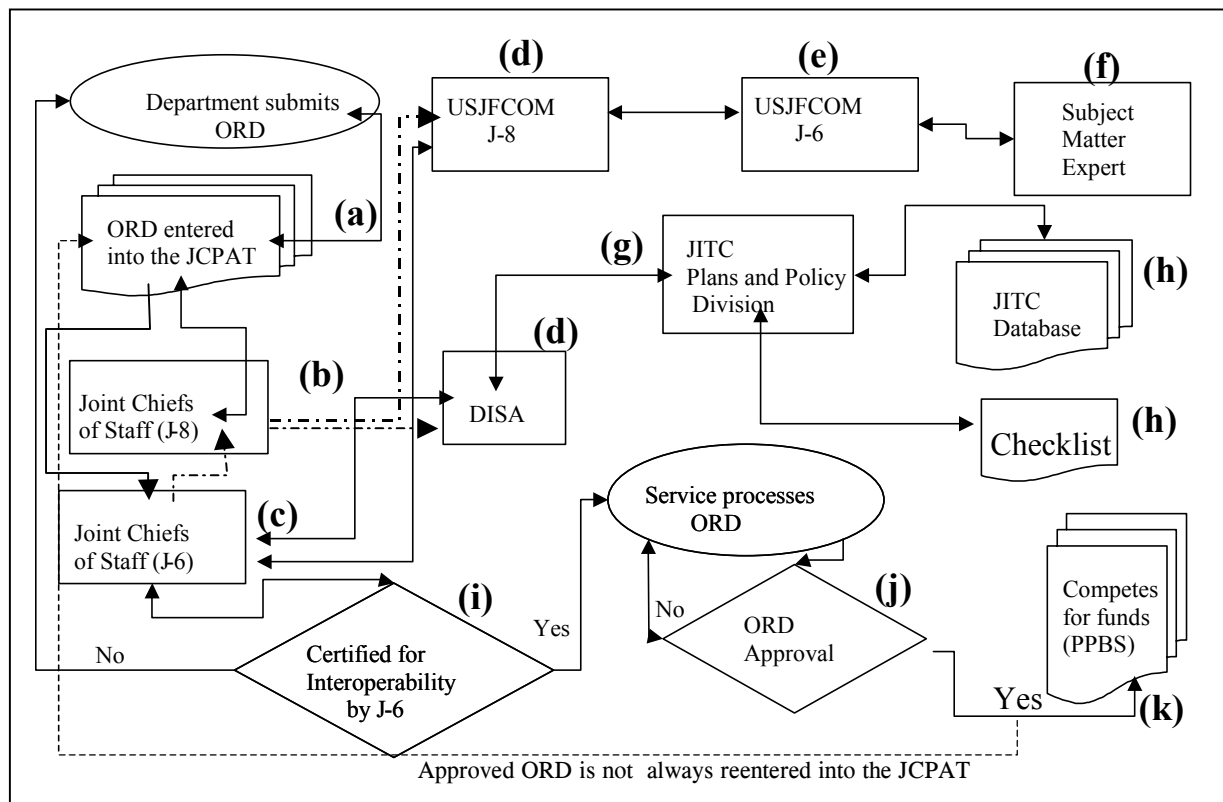 (d)
(e)
(f)
Department submits
ORD
USJFCOM
J-8
USJFCOM
J-6
Subject
Matter
Expert
ORD entered
into the JCPAT
(a)
(g)
JITC
Plans and Policy
Division
JITC
Database
(h)
(b)
(d)
Joint Chiefs
of Staff (J-8)
DISA
Checklist
(h)
Joint Chiefs
of Staff (J-6)
(c)
Service processes
ORD
(i)
Yes
No
Certified for
Interoperability
by J-6
No
ORD
Approval
(j)
Competes
for funds
(PPBS)
Yes
(k)
Approved ORD is not always reentered into the JCPAT